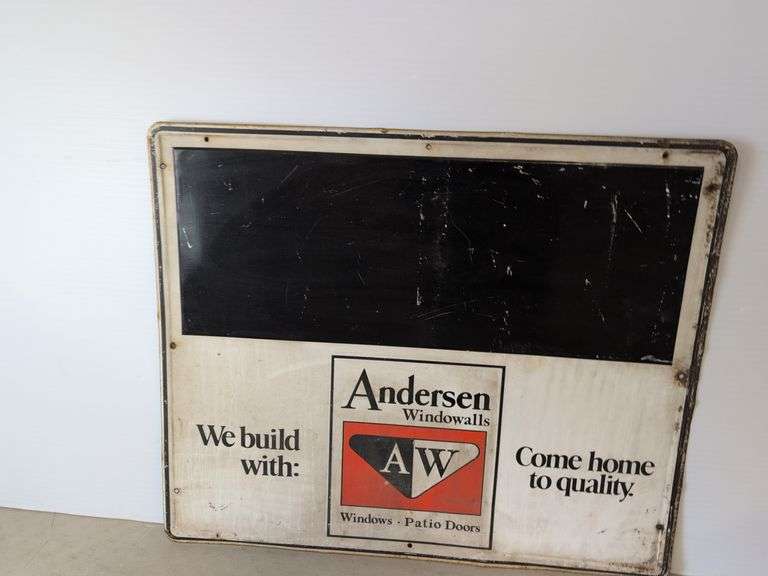 We build
with:
Andersen
Windowalls
AW
Windows · Patio Doors
Come home
to quality.